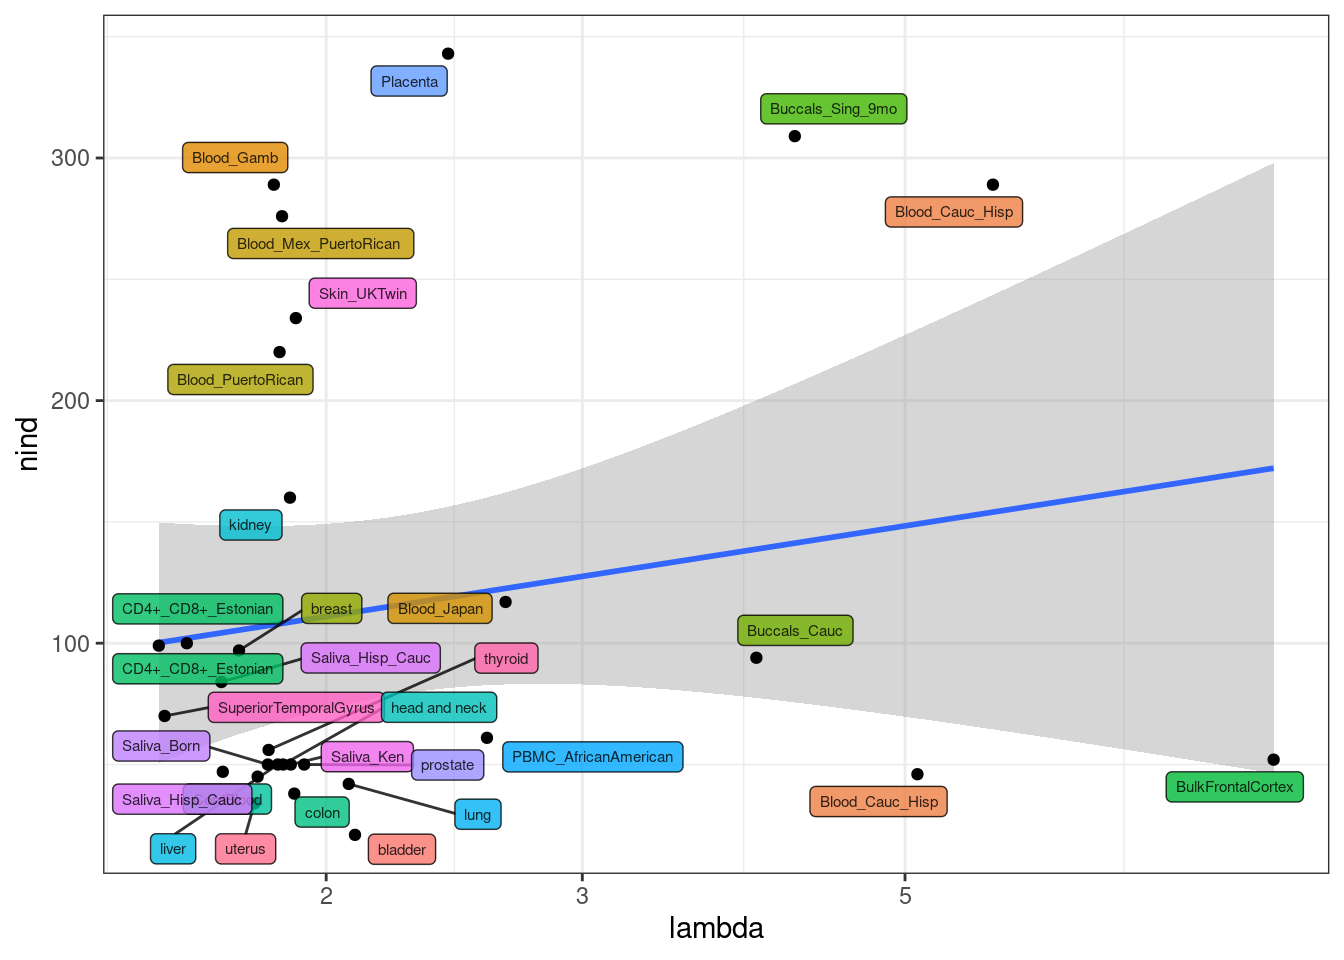 Placenta
Buccals_Sing_9mo
300
Blood_Gamb
Blood_Cauc_Hisp
Blood_Mex_PuertoRican
Skin_UKTwin
Blood_PuertoRican
200
nind
kidney
CD4+_CD8+_Estonian
breast
Blood_Japan
Buccals_Cauc
100
CD4+_CD8+_Estonian
Saliva_Hisp_Cauc
thyroid
SuperiorTemporalGyrus
head and neck
Saliva_Born
Saliva_Ken
prostate
PBMC_AfricanAmerican
BulkFrontalCortex
Saliva_Hisp_Cauc
Blood_Cauc_Hisp
colon
lung
liver
uterus
bladder
2
3
5
lambda